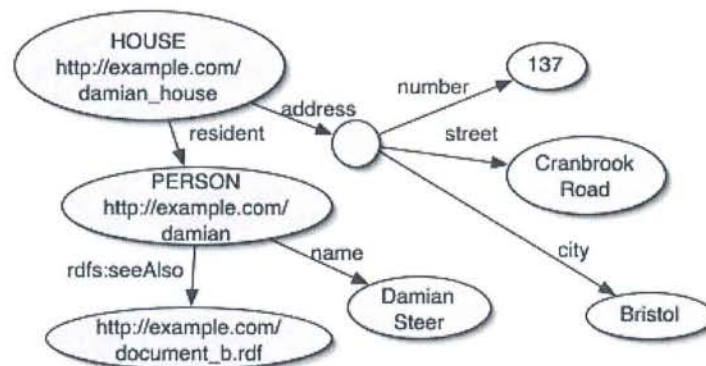 HOUSE
http://example.com/
damian_house
address
number
137
resident
street
Cranbrook
Road
PERSON
http://example.com/
damian
rdfs:seeAlso
name
city
Damian
Steer
Bristol
http://example.com/
document_b.rdf